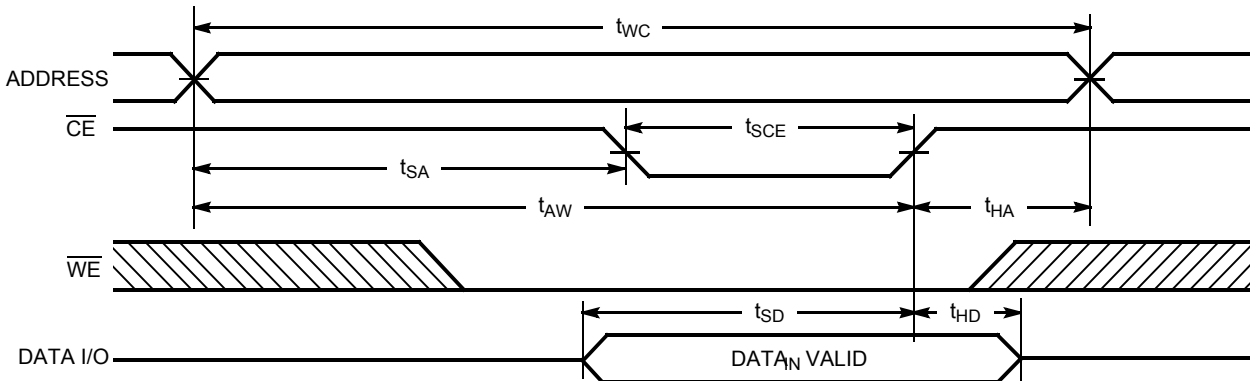 tWC
ADDRESS
CE
tSCE
tSA
tAW
tHA
WE
tSD
tHD
DATA I/O
DATAIN VALID